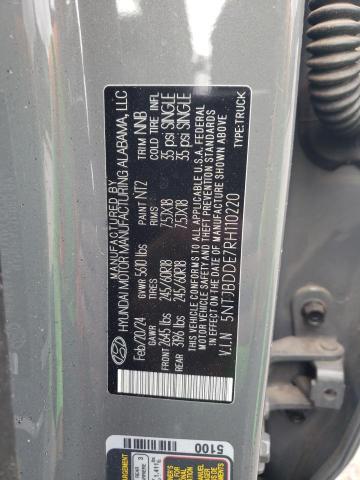 MANUFACTURED BY
HYUNDAI MOTOR MANUFACTURING ALABAMA, LLC
Feb/20/24 GVWR 5610 lbs PAINT NT2 TRIM NNB
GAWR TIRES RIMS COLD TIRE INFL
FRONT 2645 lbs 245/60R18 7.5JX18 35 psi SINGLE
REAR 3396 lbs 245/60R18 7.5JX18 35 psi SINGLE
THIS VEHICLE CONFORMS TO ALL APPLICABLE U.S.A. FEDERAL
MOTOR VEHICLE SAFETY AND THEFT PREVENTION STANDARDS
IN EFFECT ON THE DATE OF MANUFACTURE SHOWN ABOVE.
V.I.N 5NTJBDDE7RH110220 TYPE:TRUCK
5100